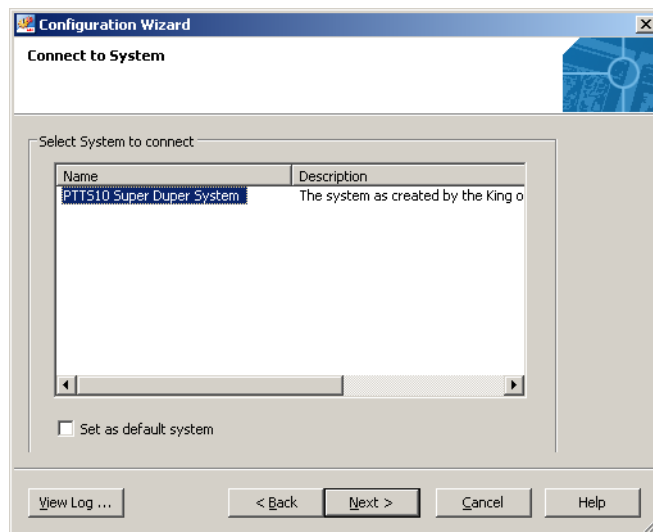 Configuration Wizard
Connect to System
Select System to connect
Name Description
PTTS10 Super Duper System The system as created by the King o
Set as default system
View Log ... < Back Next > Cancel Help